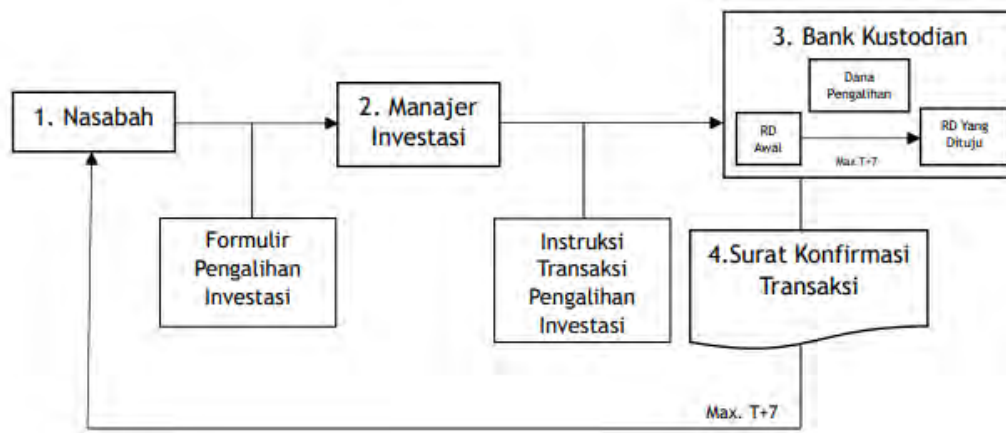 3. Bank Kustodian
Dana
Pengalihan
1. Nasabah
2. Manajer
Investasi
RD
Awal
RD Yang
Dituju
Max T+7
Formulir
Pengalihan
Investasi
Instruksi
Transaksi
Pengalihan
Investasi
4.Surat Konfirmasi
Transaksi
Max. T+7